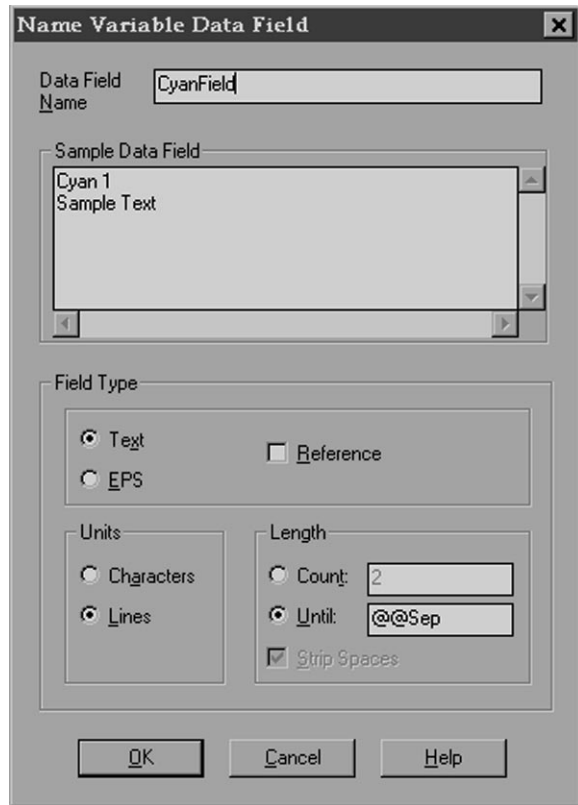 Name Variable Data Field
Data Field
Name
CyanField
Sample Data Field
Cyan 1
Sample Text
Field Type
Text
Reference
EPS
Units
Length
Characters
Count:
2
Lines
Until:
@@Sep
Strip Spaces
OK
Cancel
Help